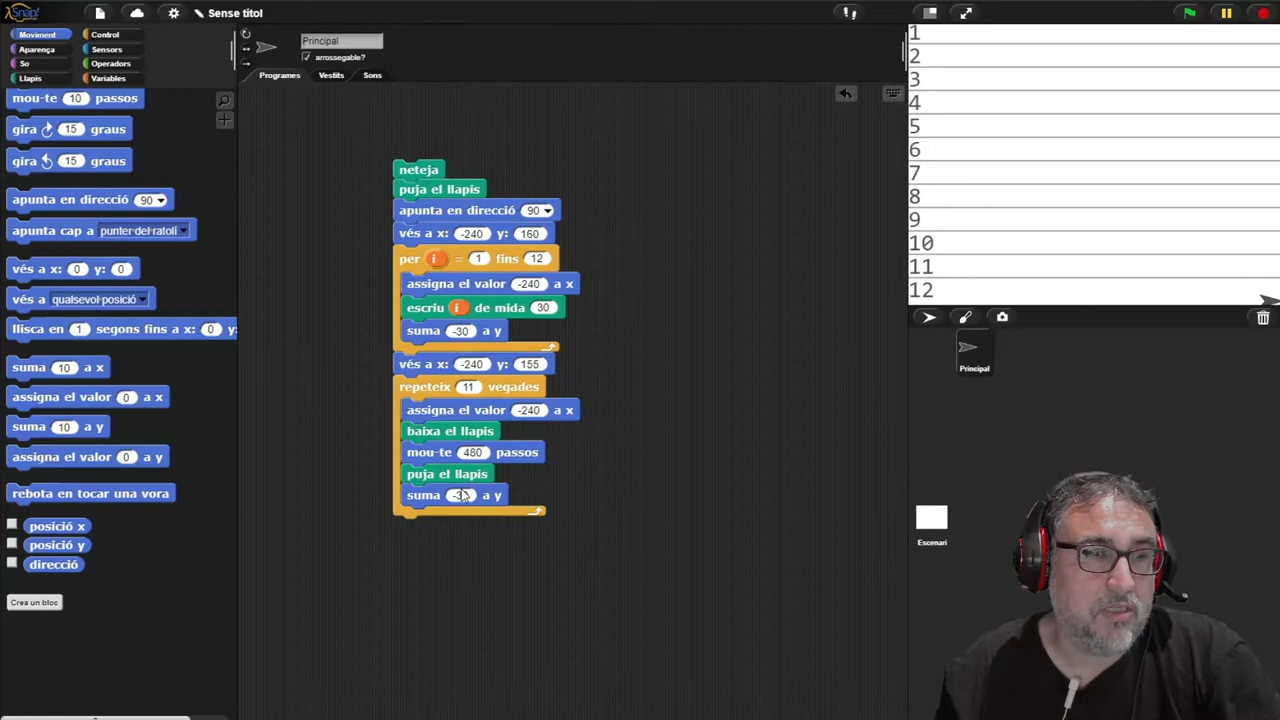 Snap!
Sense títol
Moviment
Control
Aparença
Sensors
So
Operadors
Llapis
Variables
mou-te 10 passos
gira 15 graus
gira 15 graus
apunta en direcció 90
apunta cap a punter del ratolí
vés a x: 0 y: 0
vés a qualsevol posició
llisca en 1 segons fins a x: 0 y:
suma 10 a x
assigna el valor 0 a x
suma 10 a y
assigna el valor 0 a y
rebota en tocar una vora
posició x
posició y
direcció
Crea un bloc
Principal
arrossegable?
Programes
Vestits
Sons
neteja
puja el llapis
apunta en direcció 90
vés a x: -240 y: 160
per i = 1 fins 12
assigna el valor -240 a x
escriu i de mida 30
suma -30 a y
vés a x: -240 y: 155
repeteix 11 vegades
assigna el valor -240 a x
baixa el llapis
mou-te 480 passos
puja el llapis
suma a y
1
2
3
4
5
6
7
8
9
10
11
12
Principal
Escenari